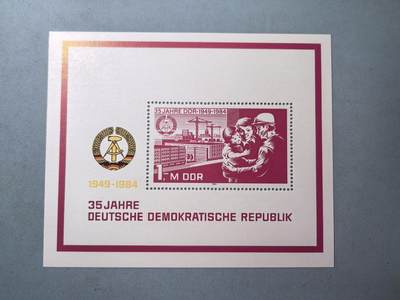 35 JAHRE DDR·1949-1984
1 M DDR
1949-1984
35 JAHRE
DEUTSCHE DEMOKRATISCHE REPUBLIK